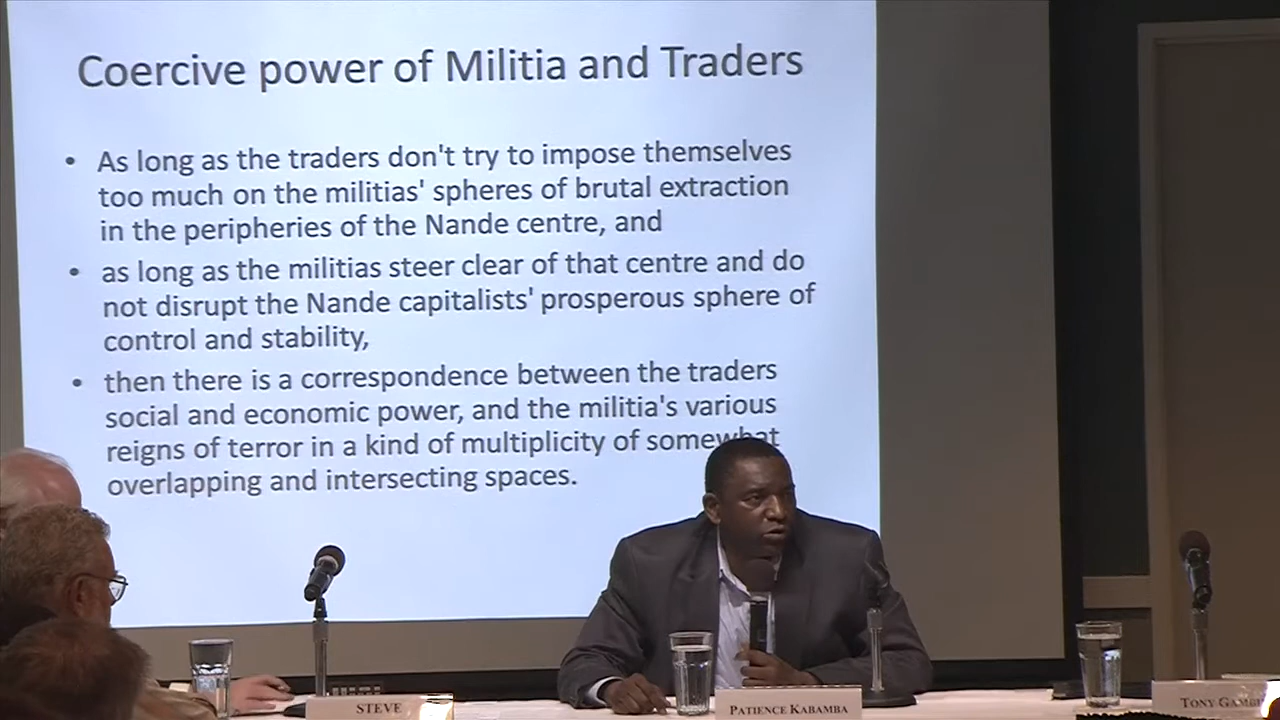 Coercive power of Militia and Traders
• As long as the traders don't try to impose themselves
too much on the militias' spheres of brutal extraction
in the peripheries of the Nande centre, and
• as long as the militias steer clear of that centre and do
not disrupt the Nande capitalists' prosperous sphere of
control and stability,
• then there is a correspondence between the traders
social and economic power, and the militia's various
reigns of terror in a kind of multiplicity of somewhat
overlapping and intersecting spaces.
STEVE
PATIENCE KABAMBA
TONY